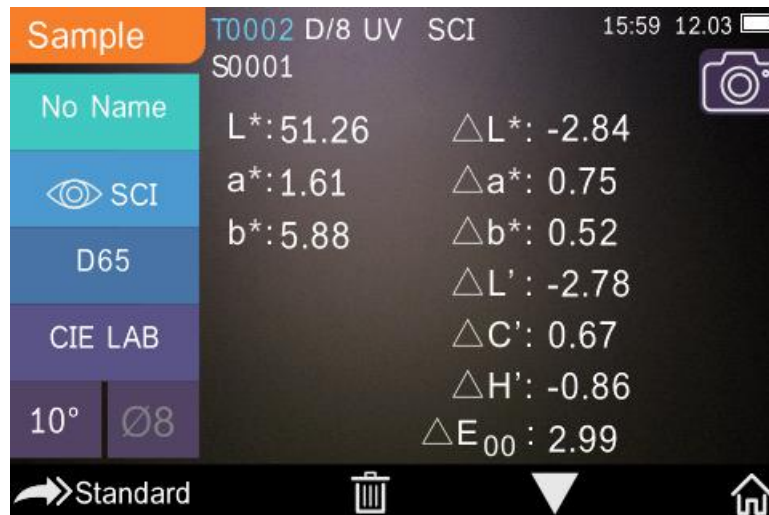 Sample
T0002 D/8 UV SCI
15:59 12.03
S0001
No Name
SCI
D65
CIE LAB
10° Ø8
L*:51.26
a*:1.61
b*:5.88
△L*: -2.84
△a*: 0.75
△b*: 0.52
△L’: -2.78
△C’: 0.67
△H’: -0.86
△E00: 2.99
Standard